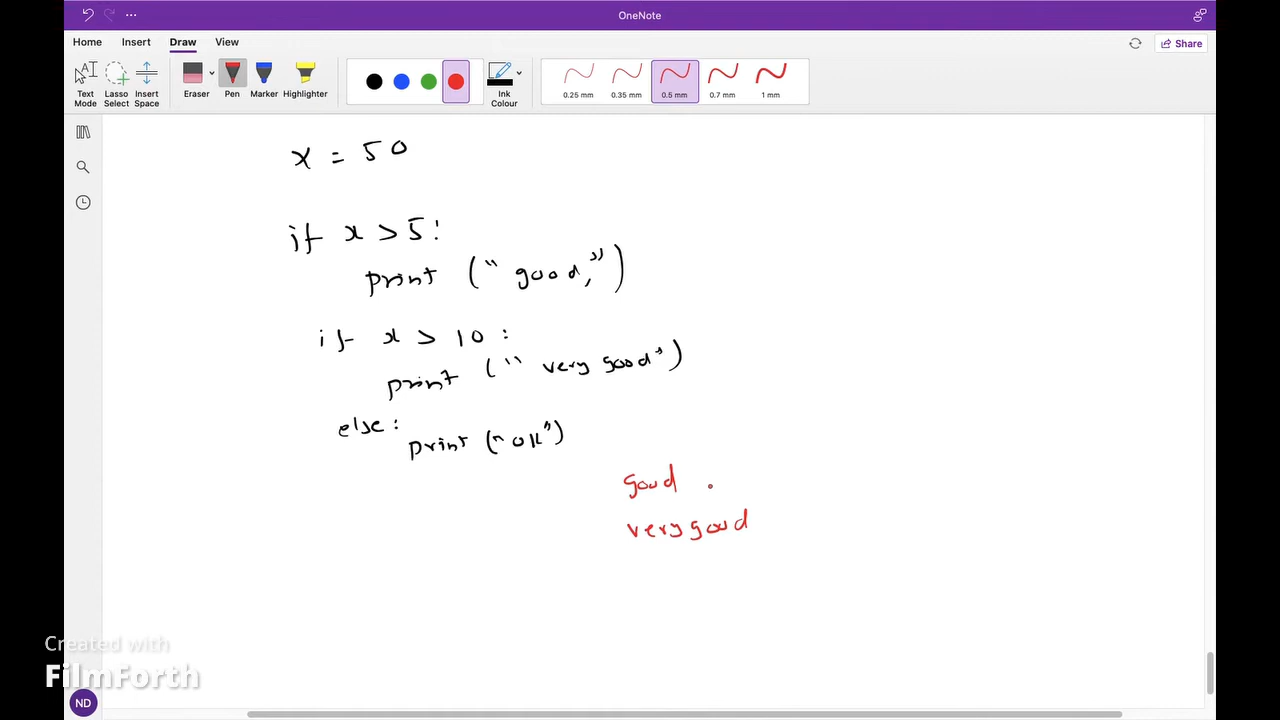 OneNote
Home Insert Draw View
Share
Text Mode
Lasso Select
Insert Space
Eraser
Pen
Marker
Highlighter
Ink Colour
0.25 mm
0.35 mm
0.5 mm
0.7 mm
1 mm
x = 50
if x > 5:
print ("good,")
if x > 10 :
print ("very good")
else:
print ("OK")
good .
very good
Created with
FilmForth
ND